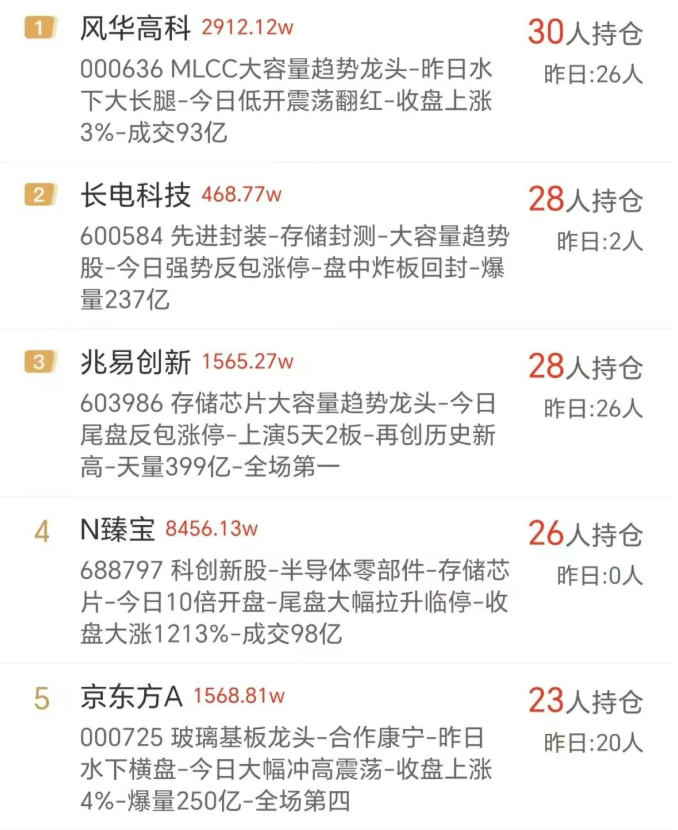 1 风华高科 2912.12w 30人持仓
000636 MLCC大容量趋势龙头-昨日水 昨日:26人
下大长腿-今日低开震荡翻红-收盘上涨
3%-成交93亿
2 长电科技 468.77w 28人持仓
600584 先进封装-存储封测-大容量趋势 昨日:2人
股-今日强势反包涨停-盘中炸板回封-爆
量237亿
3 兆易创新 1565.27w 28人持仓
603986 存储芯片大容量趋势龙头-今日 昨日:26人
尾盘反包涨停-上演5天2板-再创历史新
高-天量399亿-全场第一
4 N臻宝 8456.13w 26人持仓
688797 科创新股-半导体零部件-存储芯 昨日:0人
片-今日10倍开盘-尾盘大幅拉升临停-收
盘大涨1213%-成交98亿
5 京东方A 1568.81w 23人持仓
000725 玻璃基板龙头-合作康宁-昨日 昨日:20人
水下横盘-今日大幅冲高震荡-收盘上涨
4%-爆量250亿-全场第四